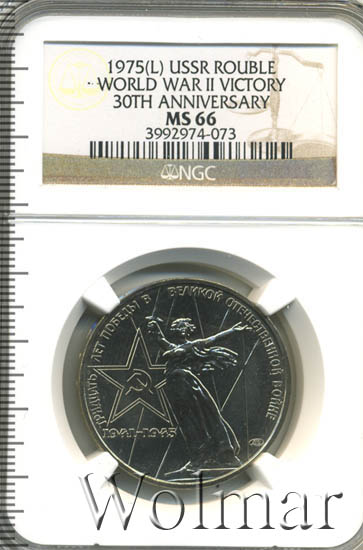 1975(L) USSR ROUBLE
WORLD WAR II VICTORY
30TH ANNIVERSARY
MS 66
3992974-073
NGC
ТРИДЦАТЬ ЛЕТ ПОБЕДЫ В ВЕЛИКОЙ ОТЕЧЕСТВЕННОЙ ВОЙНЕ
1941-1945
Wolmar